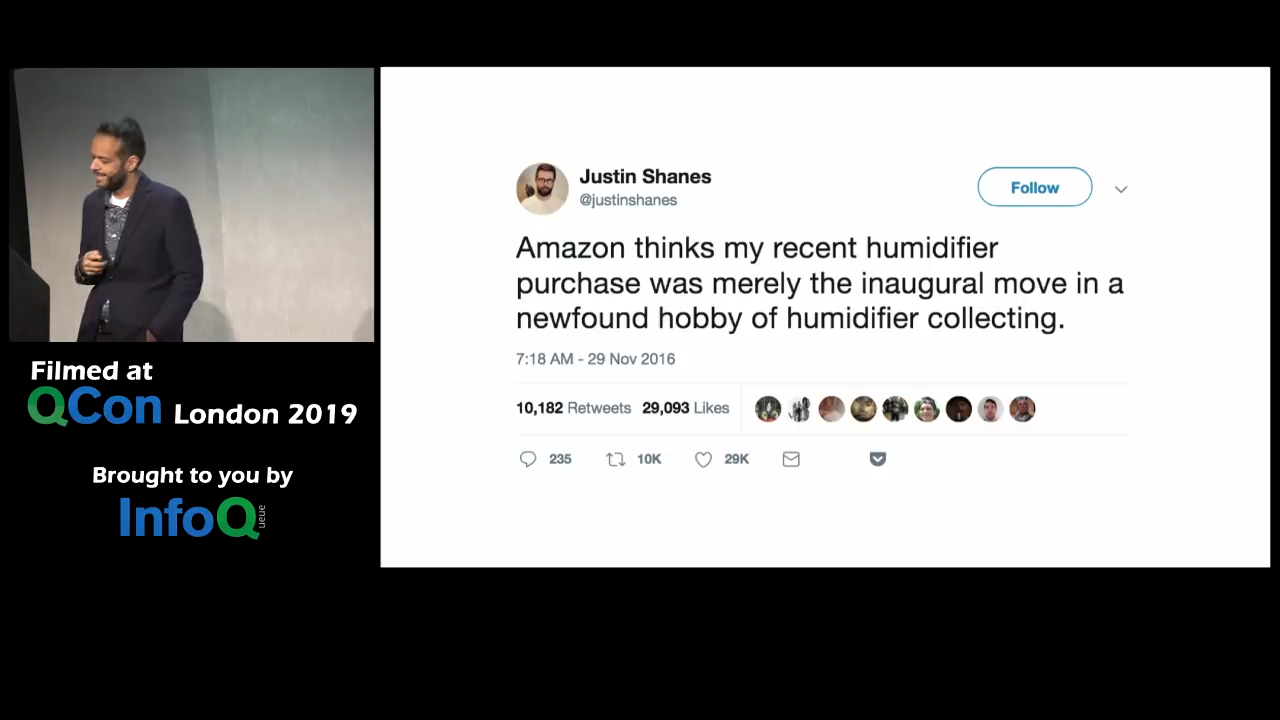 Justin Shanes
@justinshanes
Follow
Amazon thinks my recent humidifier
purchase was merely the inaugural move in a
newfound hobby of humidifier collecting.
7:18 AM - 29 Nov 2016
10,182 Retweets 29,093 Likes
235 10K 29K
Filmed at
QCon London 2019
Brought to you by
InfoQ
ueue